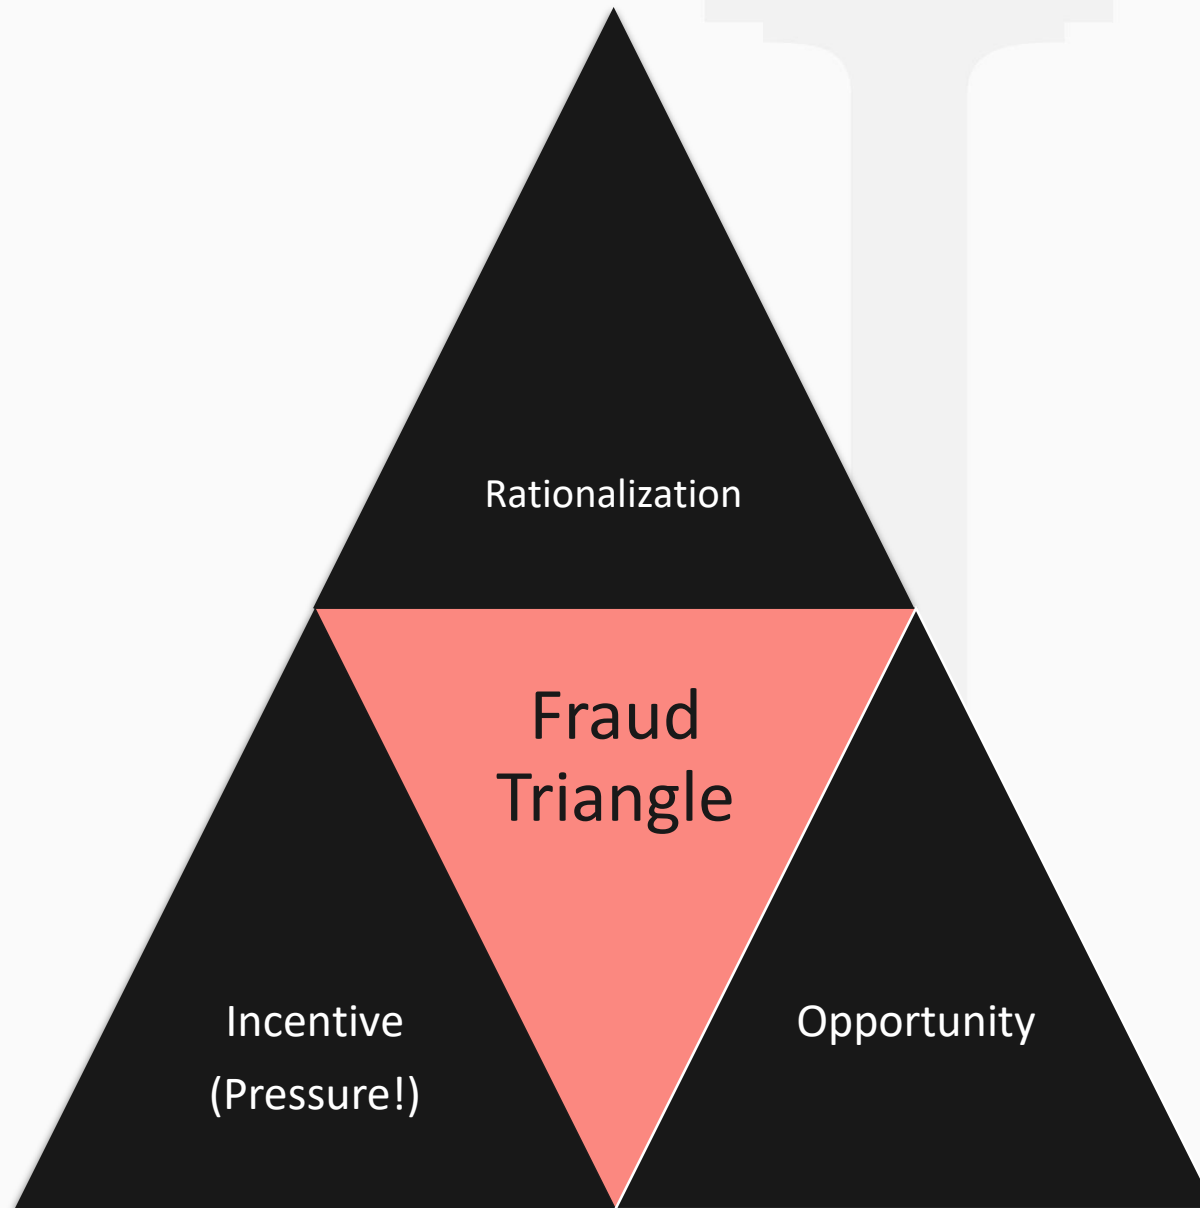 Rationalization
Fraud
Triangle
Incentive
(Pressure!)
Opportunity